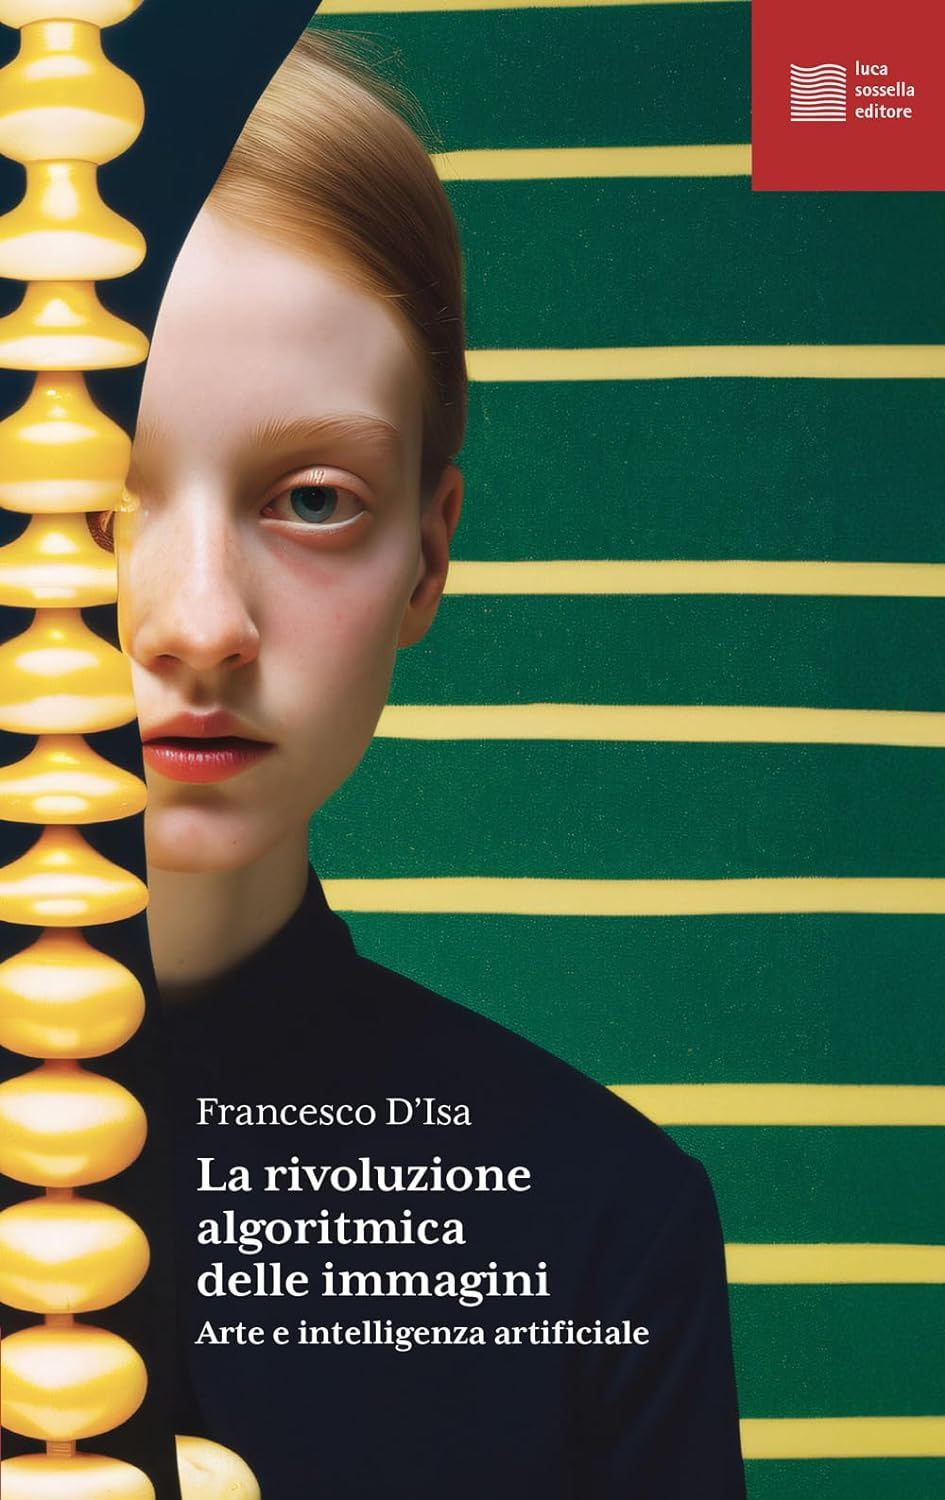 luca
sossella
editore
Francesco D’Isa
La rivoluzione
algoritmica
delle immagini
Arte e intelligenza artificiale